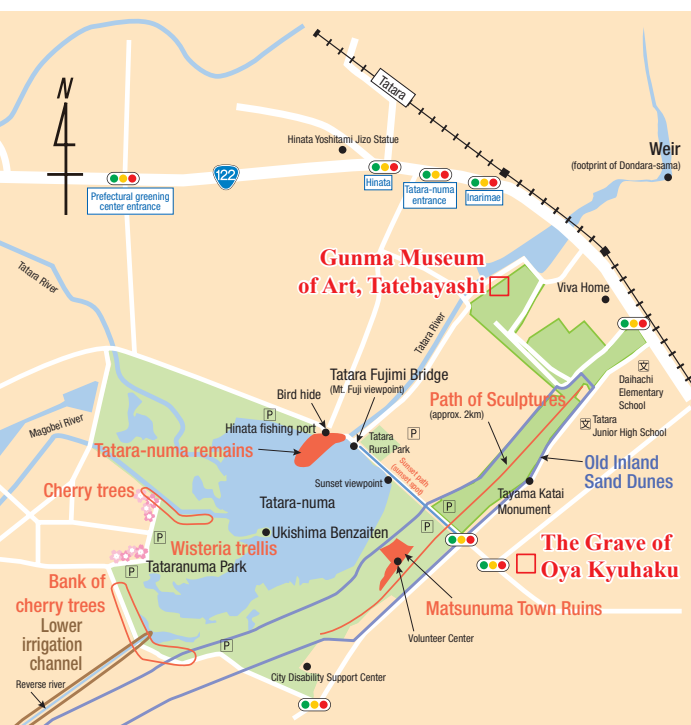 N
Tatara
Hinata Yoshitami Jizo Statue
Weir
(footprint of Dondara-sama)
122
Prefectural greening
center entrance
Hinata
Tatara-numa
entrance
Inarimae
Gunma Museum
of Art, Tatebayashi
Viva Home
Tatara River
Tatara River
Tatara Fujimi Bridge
(Mt. Fuji viewpoint)
Bird hide
Path of Sculptures
(approx. 2km)
文
Daihachi
Elementary
School
P
Hinata fishing port
Magobei River
P
Tatara
Rural Park
文
Tatara
Junior High School
Tatara-numa remains
Sunset path
(sunset spot)
Old Inland
Sand Dunes
Sunset viewpoint
Cherry trees
Tatara-numa
Tayama Katai
Monument
P
P
Ukishima Benzaiten
P
Wisteria trellis
Tataranuma Park
P
The Grave of
Oya Kyuhaku
Bank of
cherry trees
Matsunuma Town Ruins
Lower
irrigation
channel
Volunteer Center
P
City Disability Support Center
Reverse river